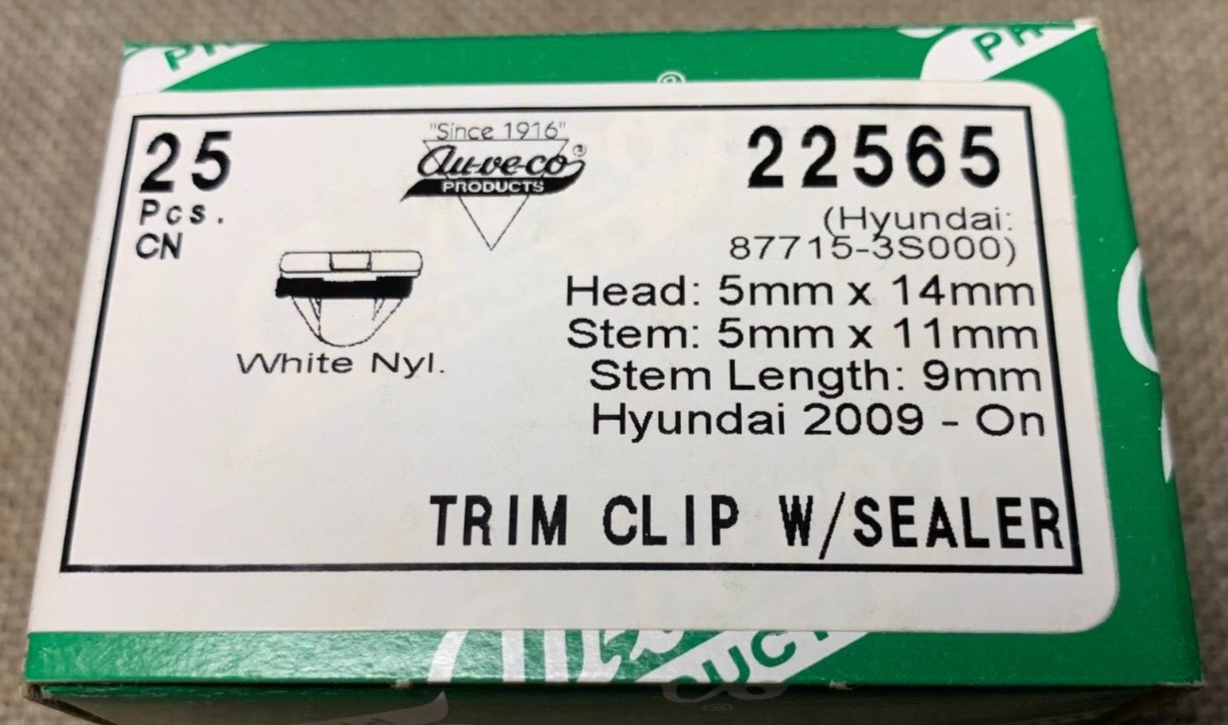 25
Pcs.
CN
"Since 1916"
Au-ve-co®
PRODUCTS
22565
(Hyundai:
87715-3S000)
Head: 5mm x 14mm
Stem: 5mm x 11mm
Stem Length: 9mm
Hyundai 2009 - On
White Nyl.
TRIM CLIP W/SEALER